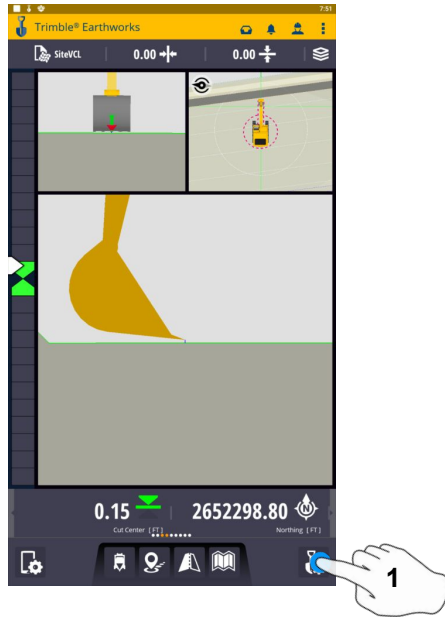 7:51
Trimble® Earthworks
SiteVCL 0.00 0.00
0.15 2652298.80 N
Cut Center [FT] Northing [FT]
1